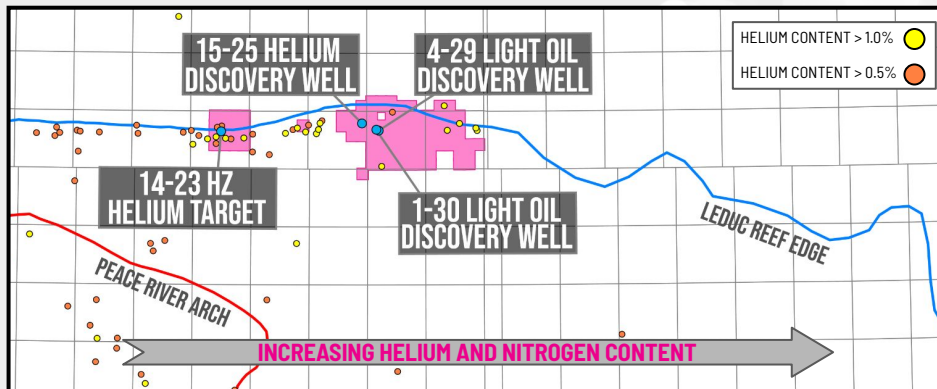 15-25 HELIUM
DISCOVERY WELL
4-29 LIGHT OIL
DISCOVERY WELL
HELIUM CONTENT > 1.0%
HELIUM CONTENT > 0.5%
14-23 HZ
HELIUM TARGET
1-30 LIGHT OIL
DISCOVERY WELL
LEDUC REEF EDGE
PEACE RIVER ARCH
INCREASING HELIUM AND NITROGEN CONTENT